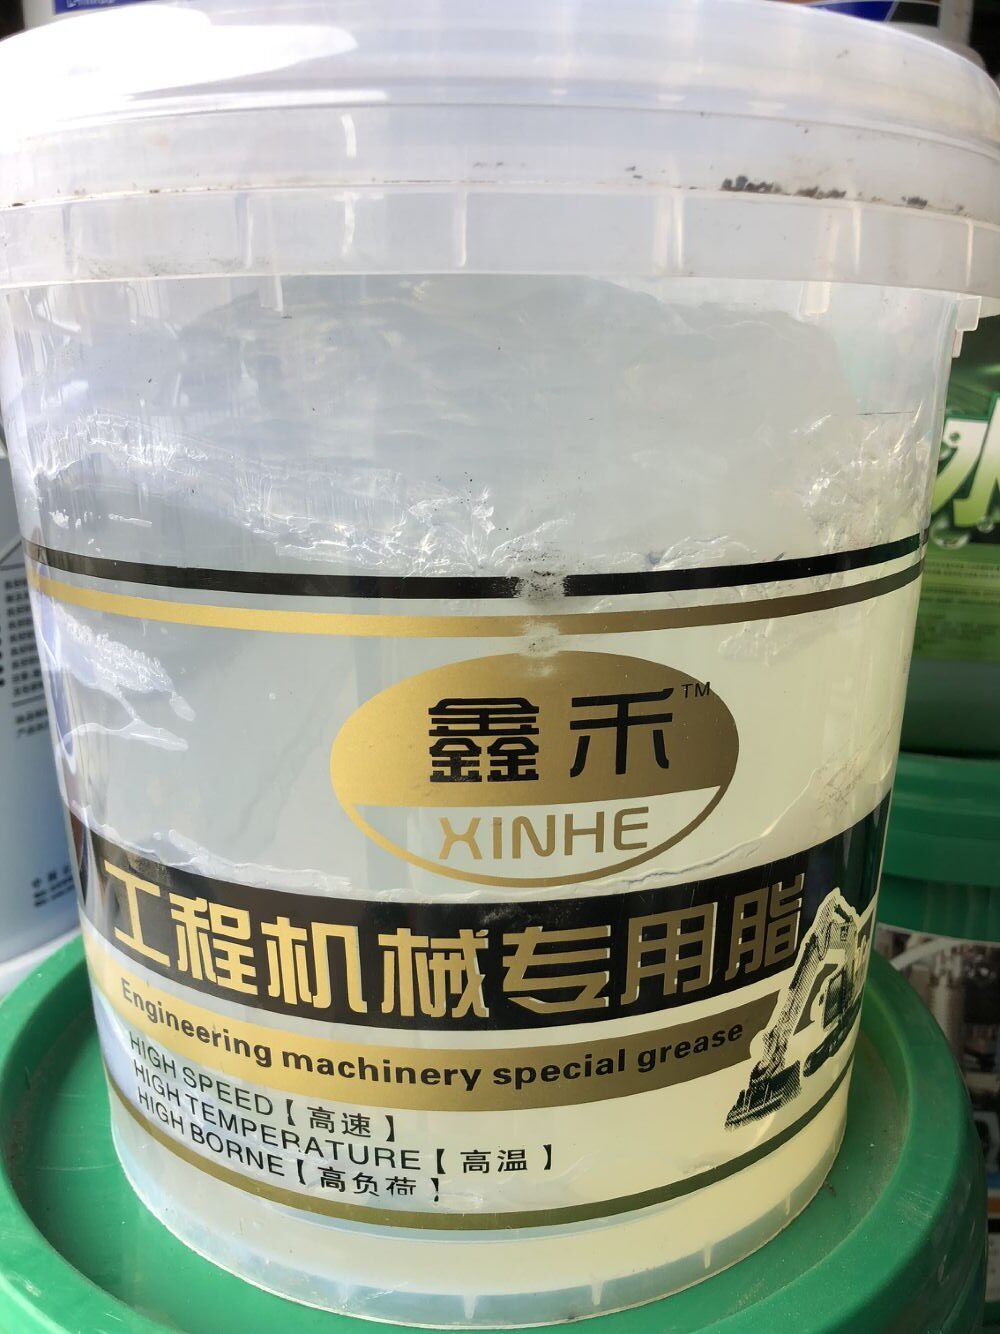 鑫禾™
XINHE
工程机械专用脂
Engineering machinery special grease
HIGH SPEED【高速】
HIGH TEMPERATURE【高温】
HIGH BORNE【高负荷】